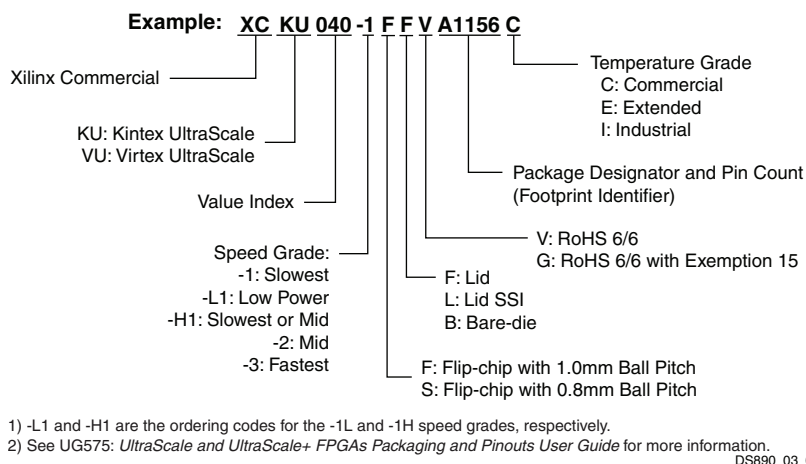 Example: XC KU 040 -1 F F V A1156 C
Xilinx Commercial
KU: Kintex UltraScale
VU: Virtex UltraScale
Value Index
Speed Grade:
-1: Slowest
-L1: Low Power
-H1: Slowest or Mid
-2: Mid
-3: Fastest
Temperature Grade
C: Commercial
E: Extended
I: Industrial
Package Designator and Pin Count
(Footprint Identifier)
V: RoHS 6/6
G: RoHS 6/6 with Exemption 15
F: Lid
L: Lid SSI
B: Bare-die
F: Flip-chip with 1.0mm Ball Pitch
S: Flip-chip with 0.8mm Ball Pitch
1) -L1 and -H1 are the ordering codes for the -1L and -1H speed grades, respectively.
2) See UG575: UltraScale and UltraScale+ FPGAs Packaging and Pinouts User Guide for more information.
DS890_03_